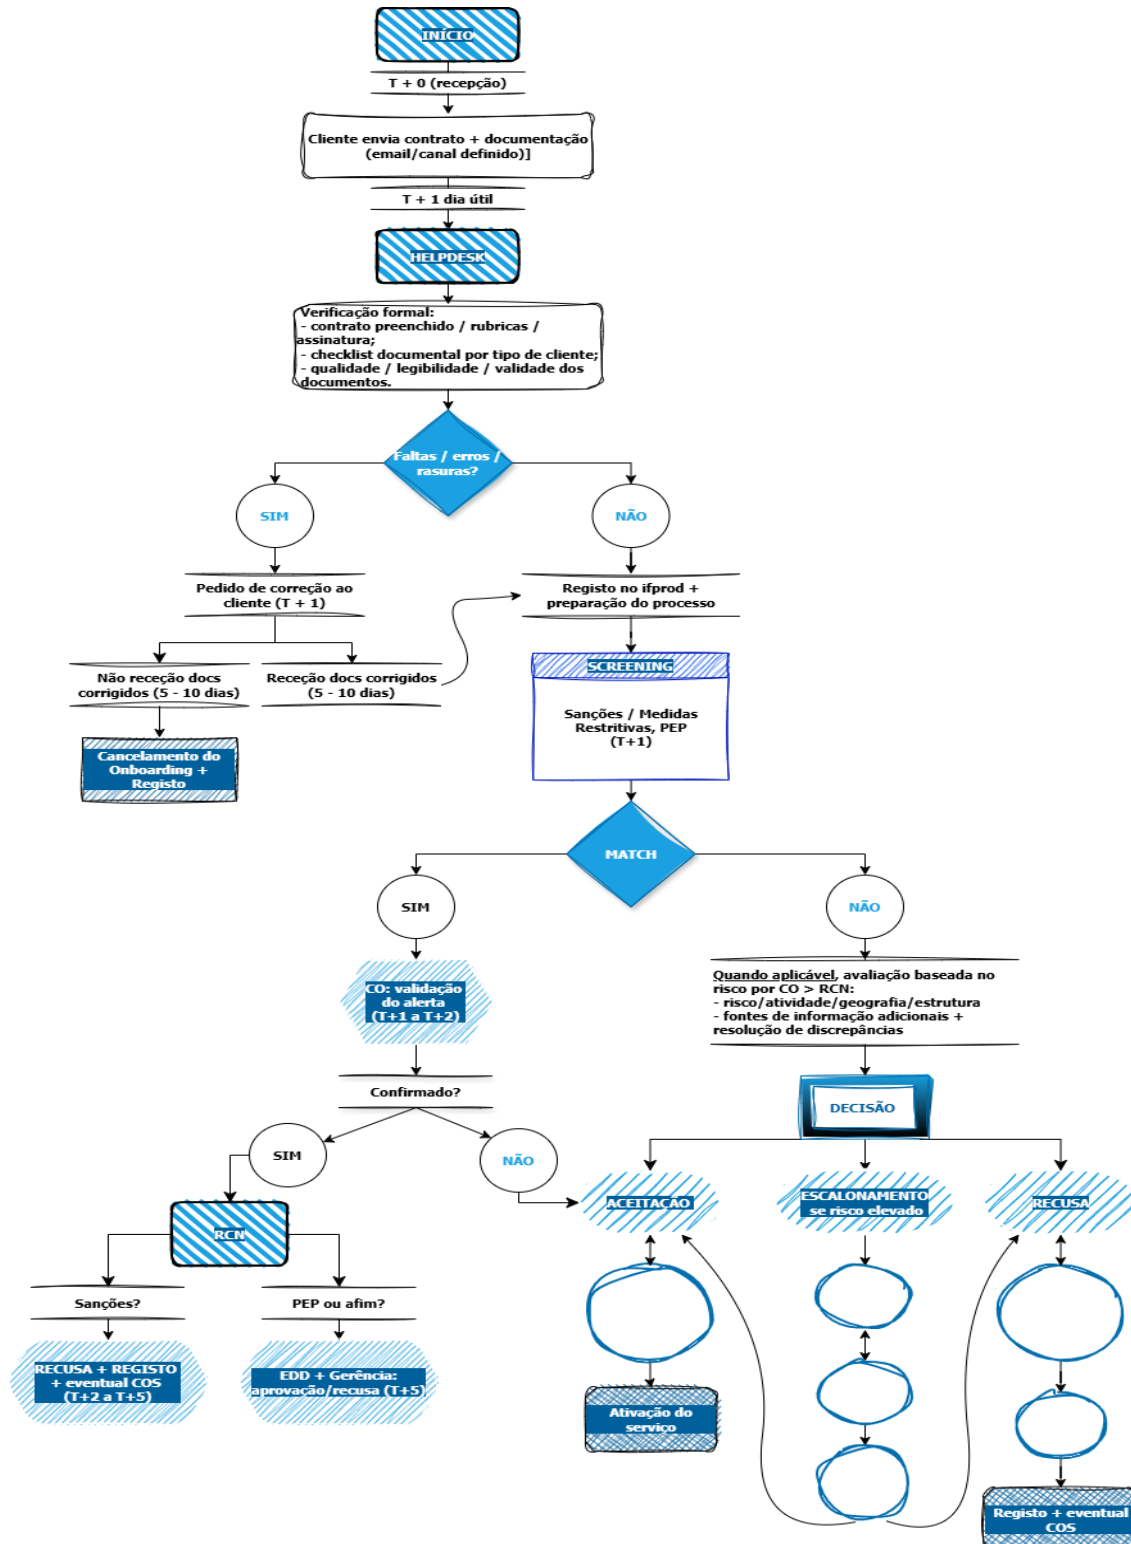 INÍCIO
T + 0 (recepção)
Cliente envia contrato + documentação
(email/canal definido)]
T + 1 dia útil
HELPDESK
Verificação formal:
- contrato preenchido / rubricas /
assinatura;
- checklist documental por tipo de cliente;
- qualidade / legibilidade / validade dos
documentos.
Faltas / erros /
rasuras?
SIM
NÃO
Pedido de correção ao
cliente (T + 1)
Registo no ifprod +
preparação do processo
Não receção docs
corrigidos (5 - 10 dias)
Receção docs corrigidos
(5 - 10 dias)
Cancelamento do
Onboarding +
Registo
SCREENING
Sanções / Medidas
Restritivas, PEP
(T+1)
MATCH
SIM
NÃO
CO: validação
do alerta
(T+1 a T+2)
Quando aplicável, avaliação baseada no
risco por CO > RCN:
- risco/atividade/geografia/estrutura
- fontes de informação adicionais +
resolução de discrepâncias
Confirmado?
DECISÃO
SIM
NÃO
ACEITAÇÃO
ESCALONAMENTO
se risco elevado
RECUSA
RCN
Sanções?
PEP ou afim?
RECUSA + REGISTO
+ eventual COS
(T+2 a T+5)
EDD + Gerência:
aprovação/recusa (T+5)
Ativação do
serviço
Registo + eventual
COS